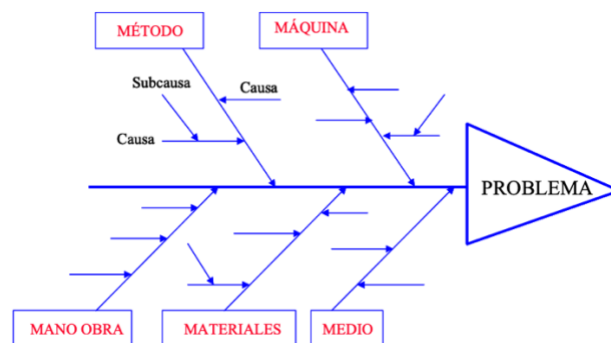 MÉTODO
MÁQUINA
Subcausa
Causa
Causa
PROBLEMA
MANO OBRA
MATERIALES
MEDIO